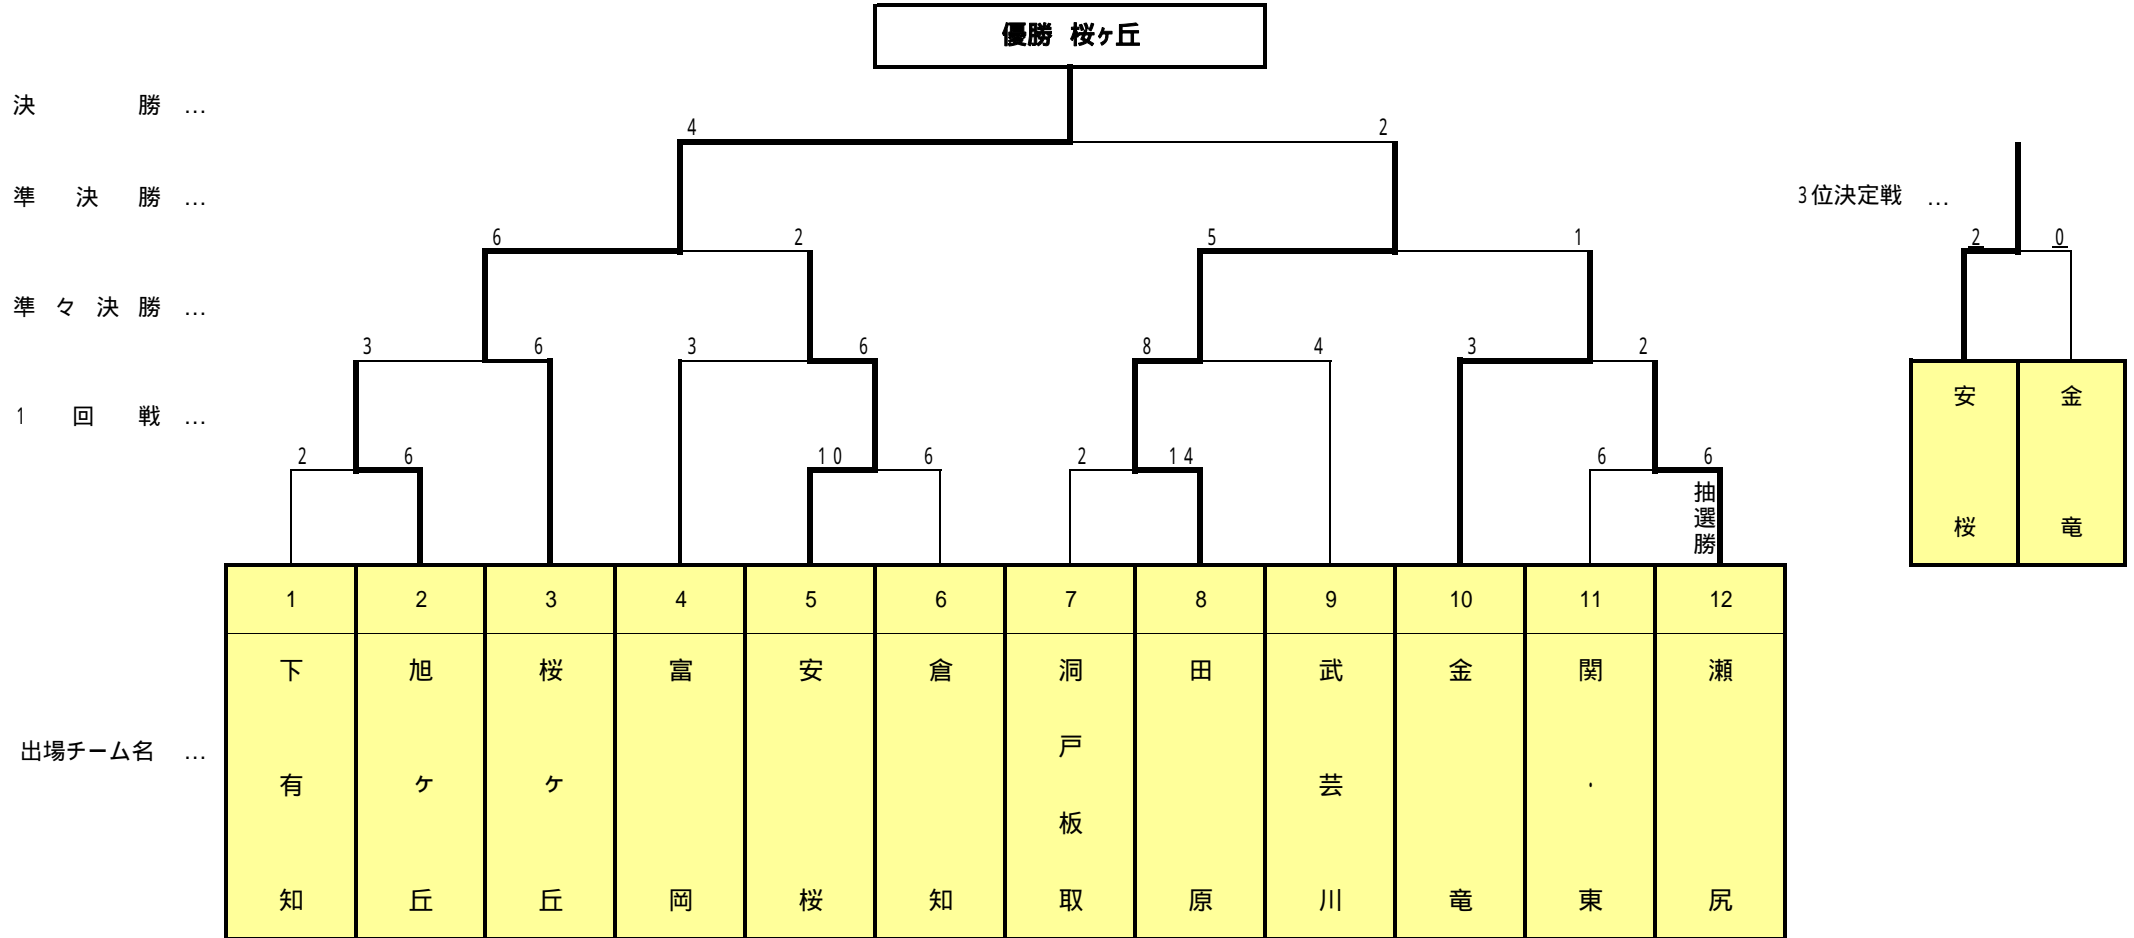 優勝 桜ヶ丘
決勝 …
4 2
準決勝 …
3位決定戦 …
6 2 5 1
2 0
準々決勝 …
3 6 3 6 8 4 3 2
1回戦 …
2 6 10 6 2 14 6 6
抽選勝
安桜
金竜
1 2 3 4 5 6 7 8 9 10 11 12
出場チーム名 …
下有知
旭ヶ丘
桜ヶ丘
富岡
安桜
倉知
洞戸板取
田原
武芸川
金竜
関・東
瀬尻